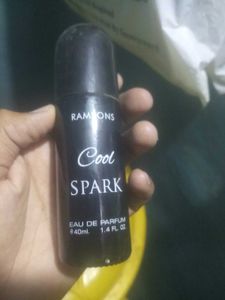 RAMSONS
Cool
SPARK
EAU DE PARFUM
40ml. 1.4 FL OZ